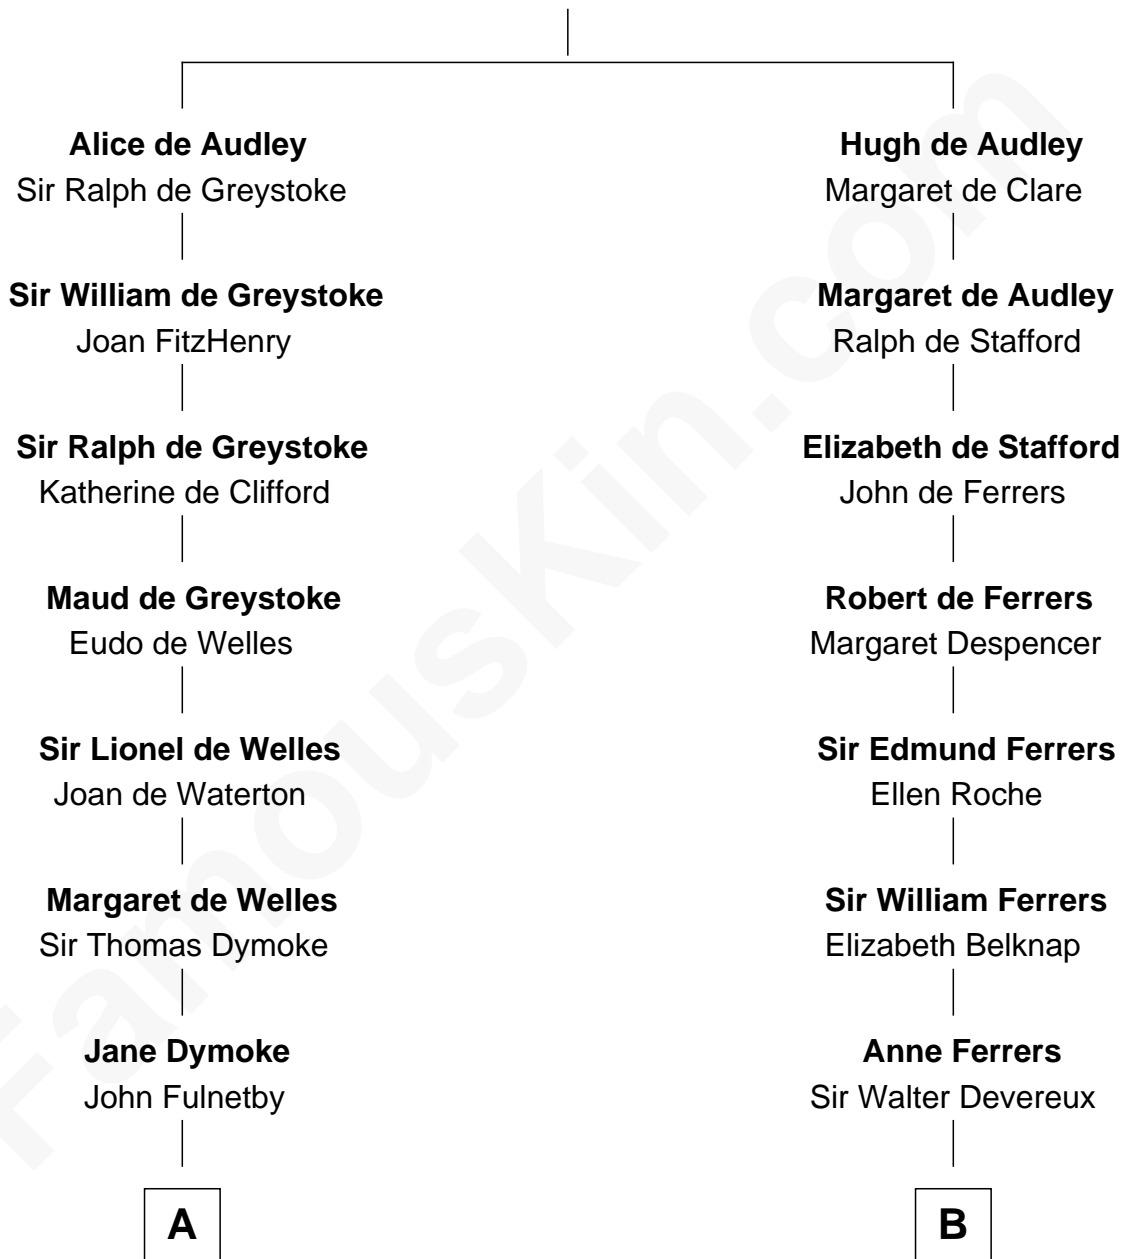 Alice de Audley
Sir Ralph de Greystoke
Sir William de Greystoke
Joan FitzHenry
Sir Ralph de Greystoke
Katherine de Clifford
Maud de Greystoke
Eudo de Welles
Sir Lionel de Welles
Joan de Waterton
Margaret de Welles
Sir Thomas Dymoke
Jane Dymoke
John Fulnetby
A
Hugh de Audley
Margaret de Clare
Margaret de Audley
Ralph de Stafford
Elizabeth de Stafford
John de Ferrers
Robert de Ferrers
Margaret Despencer
Sir Edmund Ferrers
Ellen Roche
Sir William Ferrers
Elizabeth Belknap
Anne Ferrers
Sir Walter Devereux
B
FamousKin.com